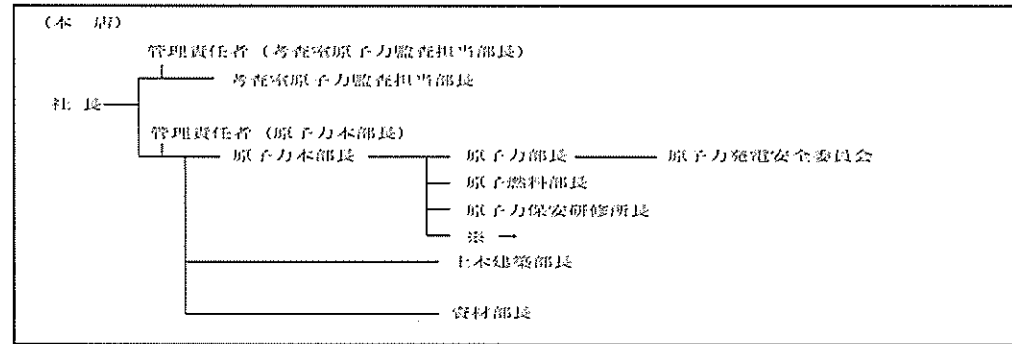 （本　店）
管理責任者（考査室原子力監査担当部長）
考査室原子力監査担当部長
社 長
管理責任者（原子力本部長）
原子力本部長　原子力部長　原子力発電安全委員会
原子燃料部長
原子力保安研修所長
※ →
土木建築部長
資材部長